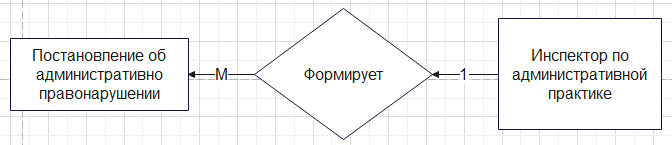 Постановление об
административно
правонарушении
М
Формирует
1
Инспектор по
административной
практике